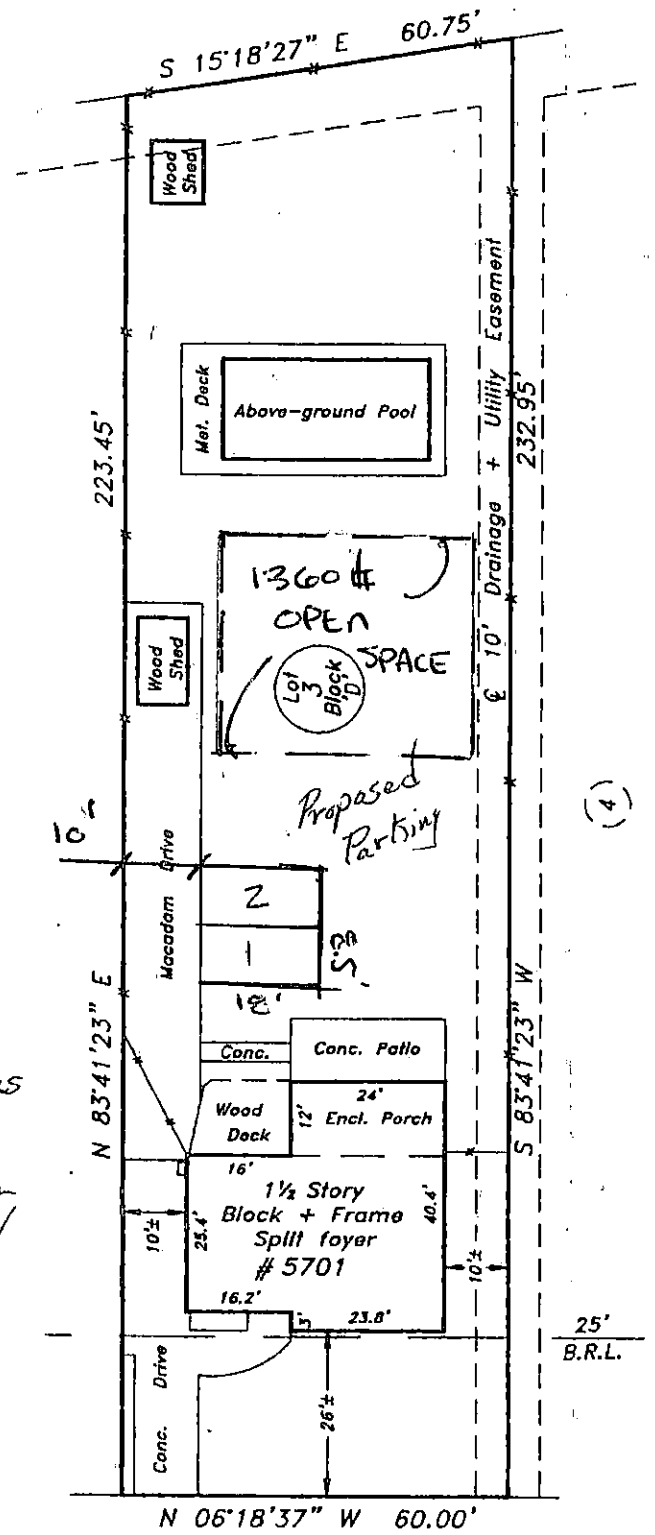 S 15°18'27" E 60.75'
Wood
Shed
223.45'
Met. Deck
Above-ground Pool
℄ 10' Drainage + Utility Easement
232.95'
1360 #
OPEN
SPACE
Lot
3
Block
'D'
Wood
Shed
Proposed
Parking
10'
Macadam Drive
2
1
18'
(4)
N 83°41'23" E
S 83°41'23" W
Conc.
Conc. Patio
Wood
Deck
24'
12'
Encl. Porch
16'
1½ Story
Block + Frame
Split foyer
# 5701
25.4'
40.4'
10'±
10'±
16.2'
3'
23.8'
25'
B.R.L.
Conc. Drive
26'±
N 06°18'37" W 60.00'